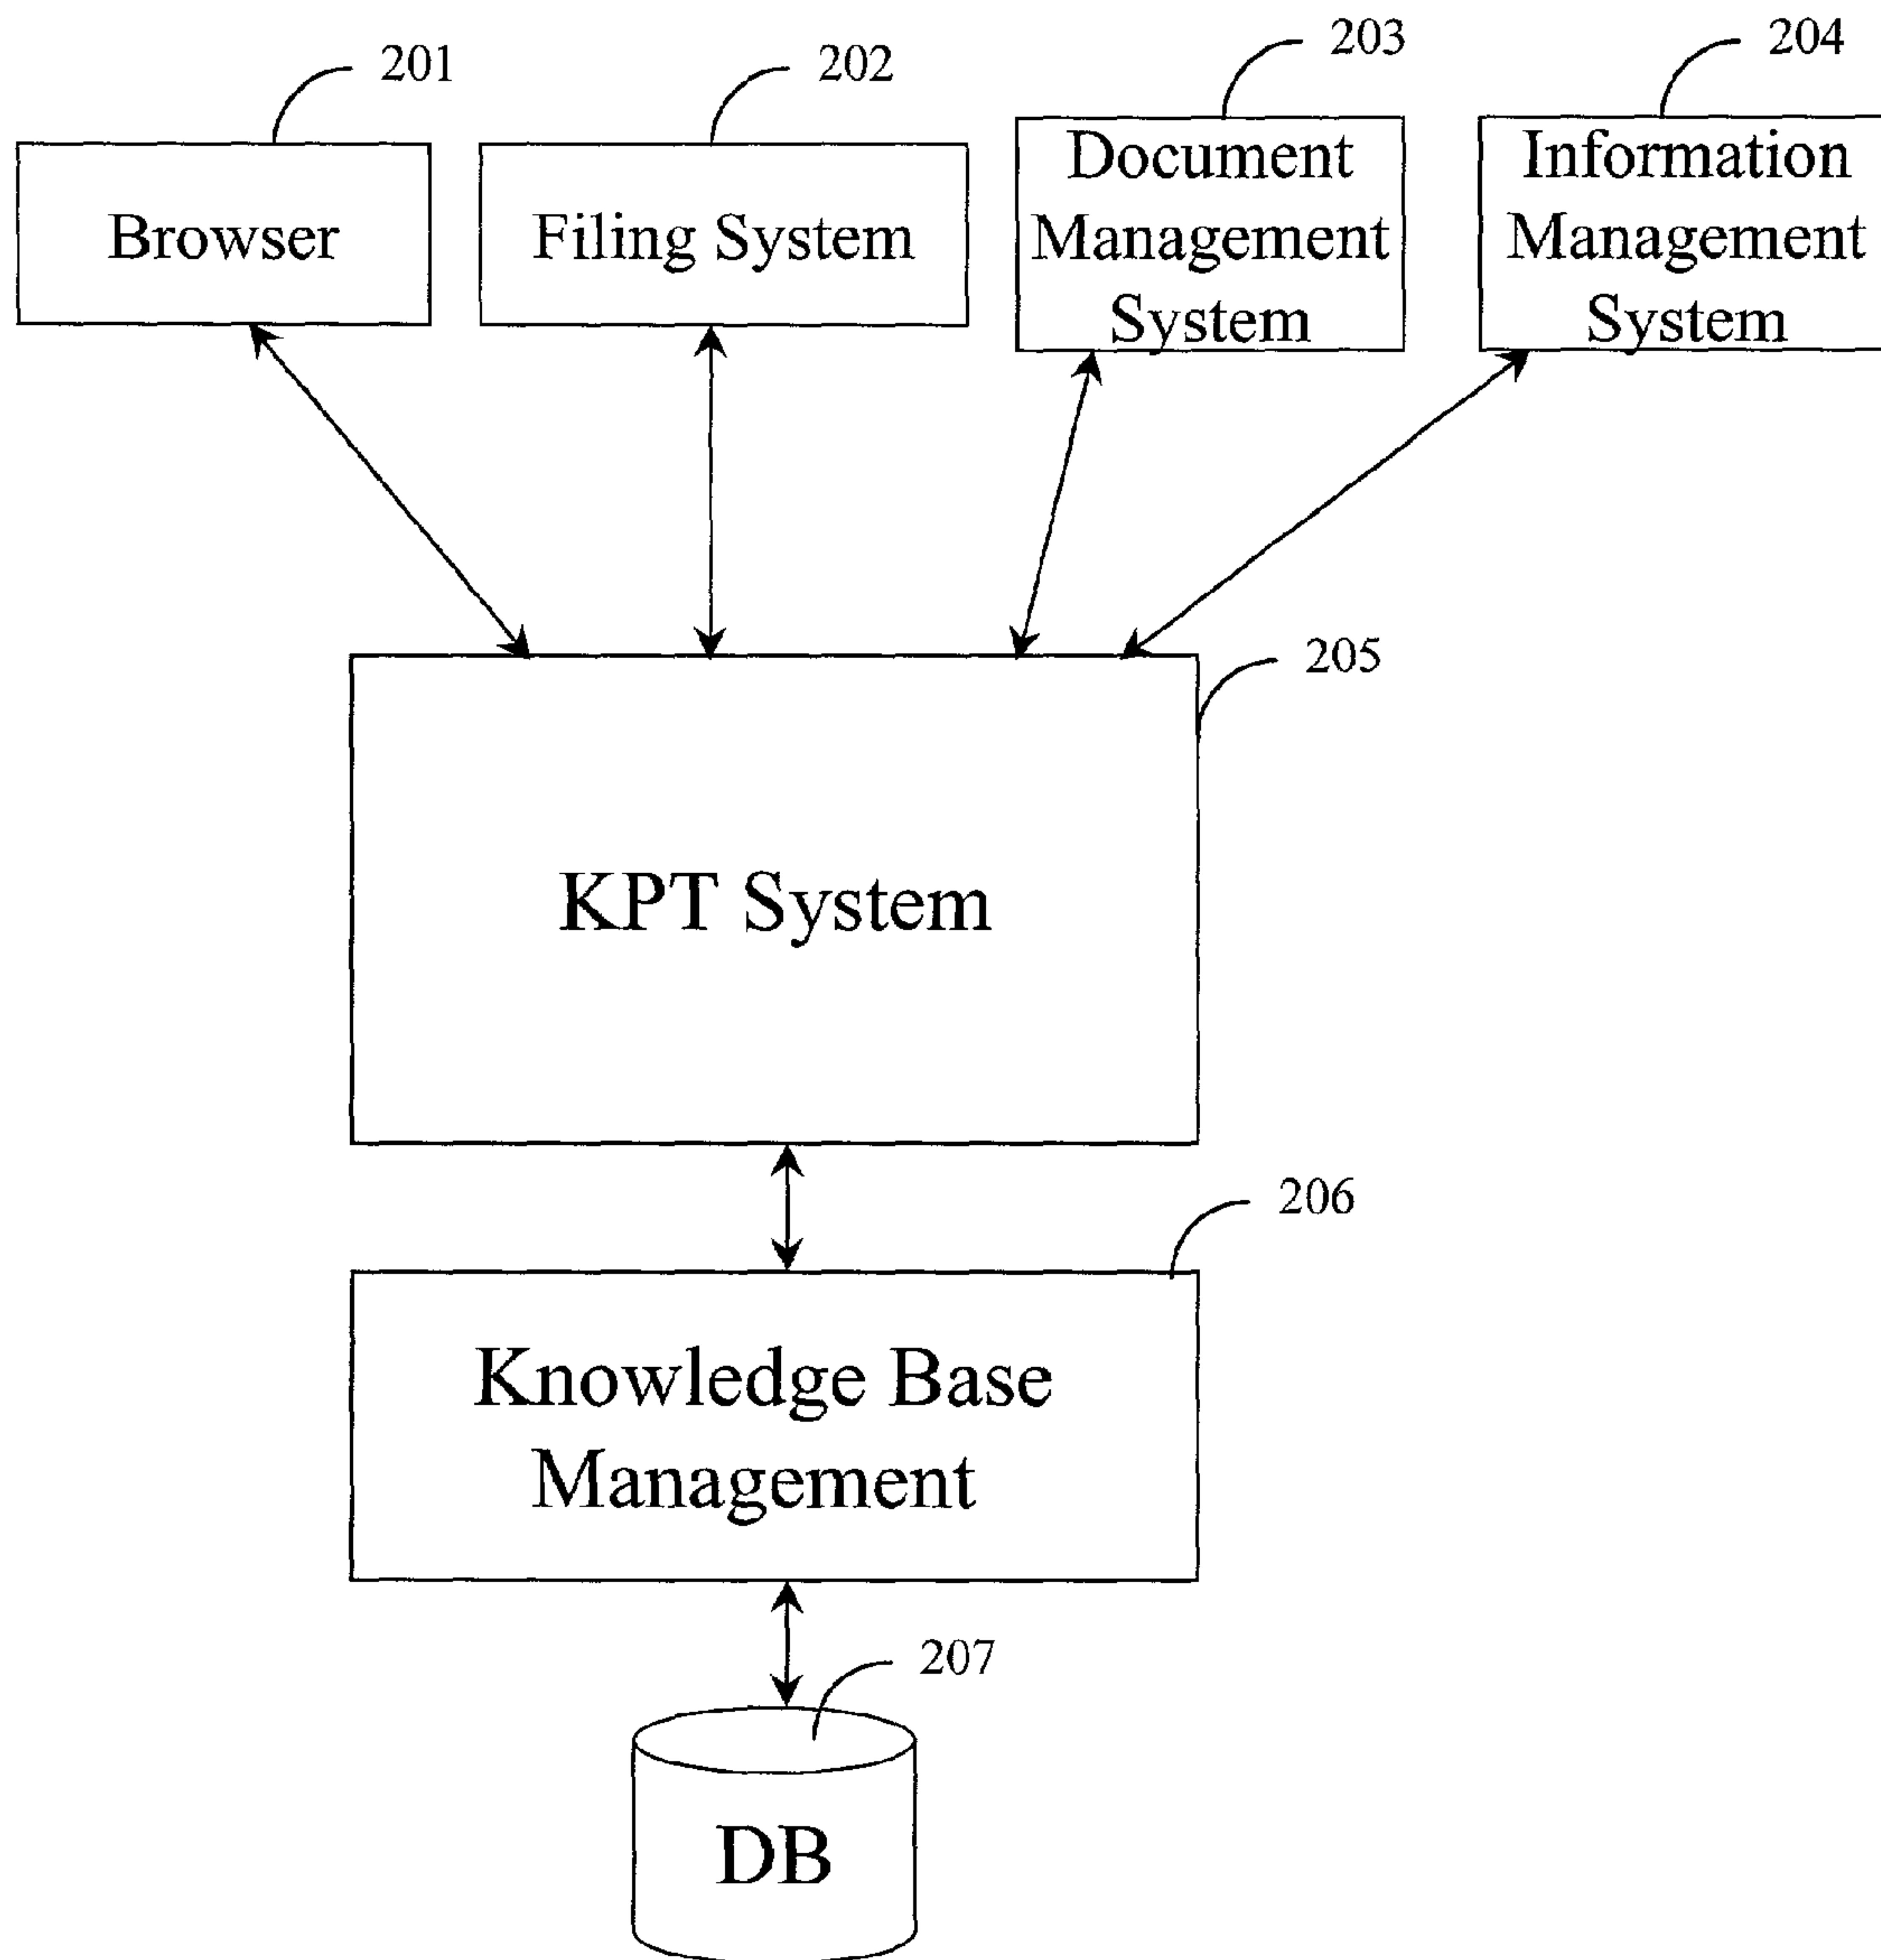 201
202
203
204
Browser
Filing System
Document
Management
System
Information
Management
System
205
KPT System
206
Knowledge Base
Management
207
DB